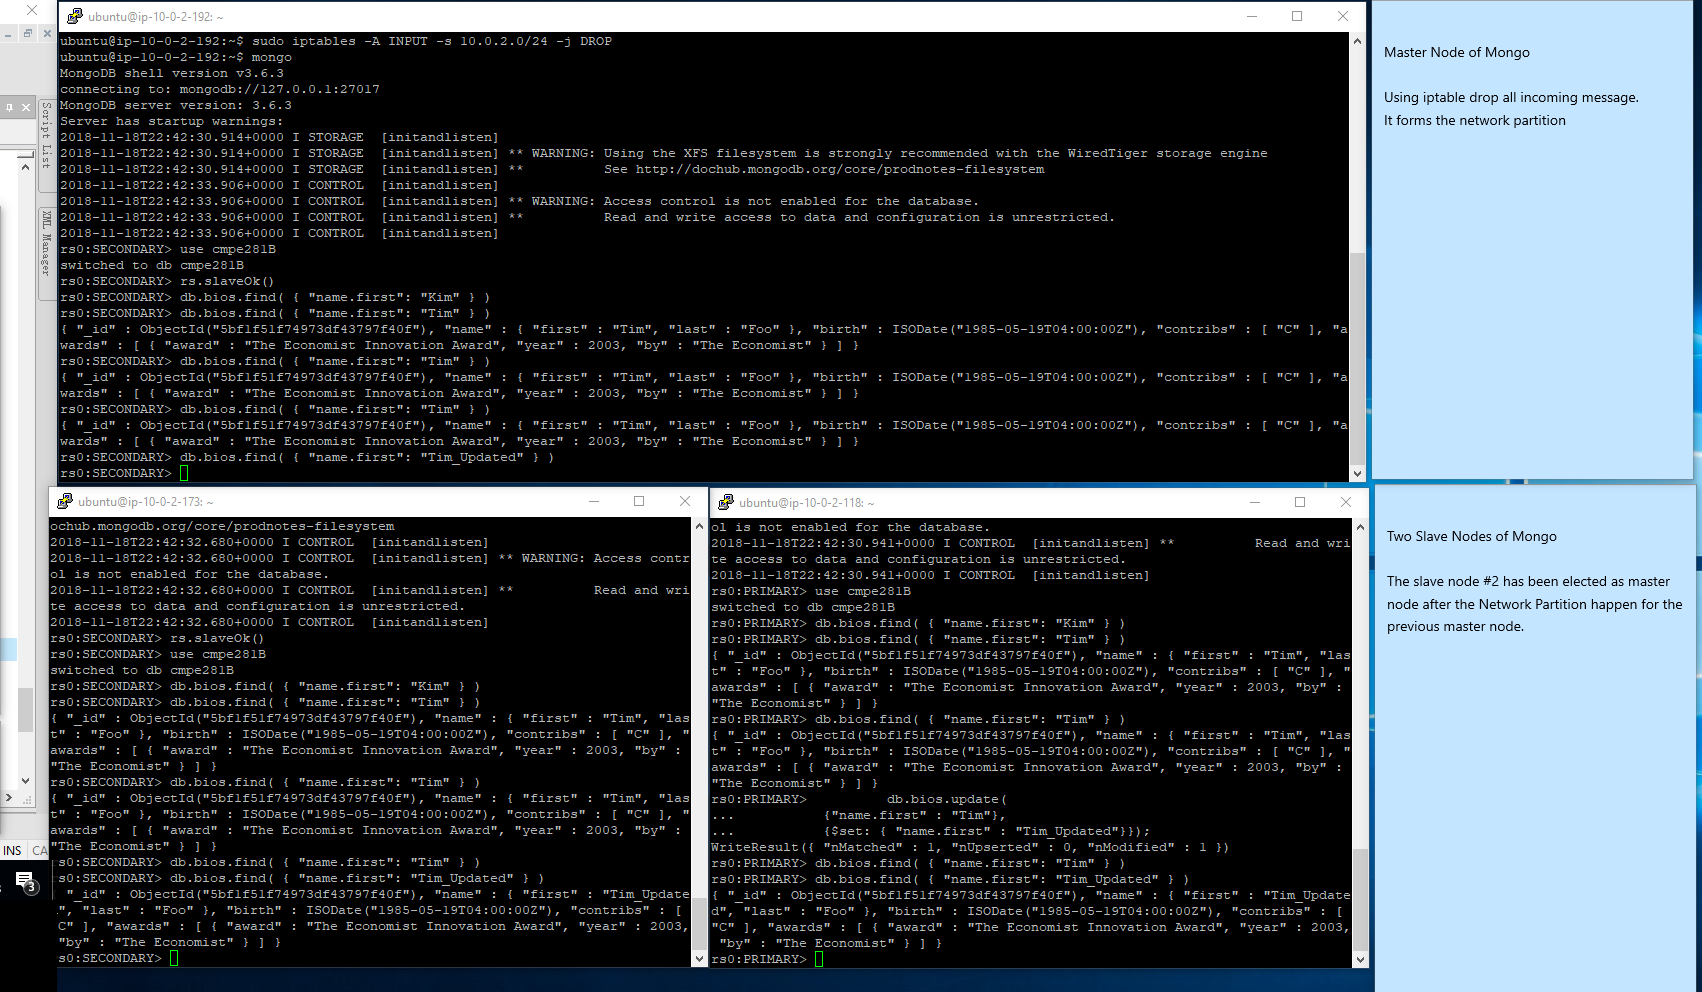 ubuntu@ip-10-0-2-192: ~
ubuntu@ip-10-0-2-192:~$ sudo iptables -A INPUT -s 10.0.2.0/24 -j DROP
ubuntu@ip-10-0-2-192:~$ mongo
MongoDB shell version v3.6.3
connecting to: mongodb://127.0.0.1:27017
MongoDB server version: 3.6.3
Server has startup warnings:
2018-11-18T22:42:30.914+0000 I STORAGE  [initandlisten]
2018-11-18T22:42:30.914+0000 I STORAGE  [initandlisten] ** WARNING: Using the XFS filesystem is strongly recommended with the WiredTiger storage engine
2018-11-18T22:42:30.914+0000 I STORAGE  [initandlisten] **          See http://dochub.mongodb.org/core/prodnotes-filesystem
2018-11-18T22:42:33.906+0000 I CONTROL  [initandlisten]
2018-11-18T22:42:33.906+0000 I CONTROL  [initandlisten] ** WARNING: Access control is not enabled for the database.
2018-11-18T22:42:33.906+0000 I CONTROL  [initandlisten] **          Read and write access to data and configuration is unrestricted.
2018-11-18T22:42:33.906+0000 I CONTROL  [initandlisten]
rs0:SECONDARY> use cmpe281B
switched to db cmpe281B
rs0:SECONDARY> rs.slaveOk()
rs0:SECONDARY> db.bios.find( { "name.first": "Kim" } )
rs0:SECONDARY> db.bios.find( { "name.first": "Tim" } )
{ "_id" : ObjectId("5bf1f51f74973df43797f40f"), "name" : { "first" : "Tim", "last" : "Foo" }, "birth" : ISODate("1985-05-19T04:00:00Z"), "contribs" : [ "C" ], "a
wards" : [ { "award" : "The Economist Innovation Award", "year" : 2003, "by" : "The Economist" } ] }
rs0:SECONDARY> db.bios.find( { "name.first": "Tim" } )
{ "_id" : ObjectId("5bf1f51f74973df43797f40f"), "name" : { "first" : "Tim", "last" : "Foo" }, "birth" : ISODate("1985-05-19T04:00:00Z"), "contribs" : [ "C" ], "a
wards" : [ { "award" : "The Economist Innovation Award", "year" : 2003, "by" : "The Economist" } ] }
rs0:SECONDARY> db.bios.find( { "name.first": "Tim" } )
{ "_id" : ObjectId("5bf1f51f74973df43797f40f"), "name" : { "first" : "Tim", "last" : "Foo" }, "birth" : ISODate("1985-05-19T04:00:00Z"), "contribs" : [ "C" ], "a
wards" : [ { "award" : "The Economist Innovation Award", "year" : 2003, "by" : "The Economist" } ] }
rs0:SECONDARY> db.bios.find( { "name.first": "Tim_Updated" } )
rs0:SECONDARY>
Master Node of Mongo
Using iptable drop all incoming message.
It forms the network partition
Script List
XML Manager
INS CA
3
ubuntu@ip-10-0-2-173: ~
ochub.mongodb.org/core/prodnotes-filesystem
2018-11-18T22:42:32.680+0000 I CONTROL  [initandlisten]
2018-11-18T22:42:32.680+0000 I CONTROL  [initandlisten] ** WARNING: Access contr
ol is not enabled for the database.
2018-11-18T22:42:32.680+0000 I CONTROL  [initandlisten] **          Read and wri
te access to data and configuration is unrestricted.
2018-11-18T22:42:32.680+0000 I CONTROL  [initandlisten]
rs0:SECONDARY> rs.slaveOk()
rs0:SECONDARY> use cmpe281B
switched to db cmpe281B
rs0:SECONDARY> db.bios.find( { "name.first": "Kim" } )
rs0:SECONDARY> db.bios.find( { "name.first": "Tim" } )
{ "_id" : ObjectId("5bf1f51f74973df43797f40f"), "name" : { "first" : "Tim", "las
t" : "Foo" }, "birth" : ISODate("1985-05-19T04:00:00Z"), "contribs" : [ "C" ], "
awards" : [ { "award" : "The Economist Innovation Award", "year" : 2003, "by" :
"The Economist" } ] }
rs0:SECONDARY> db.bios.find( { "name.first": "Tim" } )
{ "_id" : ObjectId("5bf1f51f74973df43797f40f"), "name" : { "first" : "Tim", "las
t" : "Foo" }, "birth" : ISODate("1985-05-19T04:00:00Z"), "contribs" : [ "C" ], "
awards" : [ { "award" : "The Economist Innovation Award", "year" : 2003, "by" :
"The Economist" } ] }
rs0:SECONDARY> db.bios.find( { "name.first": "Tim" } )
rs0:SECONDARY> db.bios.find( { "name.first": "Tim_Updated" } )
"_id" : ObjectId("5bf1f51f74973df43797f40f"), "name" : { "first" : "Tim_Update
", "last" : "Foo" }, "birth" : ISODate("1985-05-19T04:00:00Z"), "contribs" : [
C" ], "awards" : [ { "award" : "The Economist Innovation Award", "year" : 2003,
"by" : "The Economist" } ] }
s0:SECONDARY>
ubuntu@ip-10-0-2-118: ~
ol is not enabled for the database.
2018-11-18T22:42:30.941+0000 I CONTROL  [initandlisten] **          Read and wri
te access to data and configuration is unrestricted.
2018-11-18T22:42:30.941+0000 I CONTROL  [initandlisten]
rs0:PRIMARY> use cmpe281B
switched to db cmpe281B
rs0:PRIMARY> db.bios.find( { "name.first": "Kim" } )
rs0:PRIMARY> db.bios.find( { "name.first": "Tim" } )
{ "_id" : ObjectId("5bf1f51f74973df43797f40f"), "name" : { "first" : "Tim", "las
t" : "Foo" }, "birth" : ISODate("1985-05-19T04:00:00Z"), "contribs" : [ "C" ], "
awards" : [ { "award" : "The Economist Innovation Award", "year" : 2003, "by" :
"The Economist" } ] }
rs0:PRIMARY> db.bios.find( { "name.first": "Tim" } )
{ "_id" : ObjectId("5bf1f51f74973df43797f40f"), "name" : { "first" : "Tim", "las
t" : "Foo" }, "birth" : ISODate("1985-05-19T04:00:00Z"), "contribs" : [ "C" ], "
awards" : [ { "award" : "The Economist Innovation Award", "year" : 2003, "by" :
"The Economist" } ] }
rs0:PRIMARY>          db.bios.update(
...           {"name.first" : "Tim"},
...           {$set: { "name.first" : "Tim_Updated"}});
WriteResult({ "nMatched" : 1, "nUpserted" : 0, "nModified" : 1 })
rs0:PRIMARY> db.bios.find( { "name.first": "Tim" } )
rs0:PRIMARY> db.bios.find( { "name.first": "Tim_Updated" } )
{ "_id" : ObjectId("5bf1f51f74973df43797f40f"), "name" : { "first" : "Tim_Update
d", "last" : "Foo" }, "birth" : ISODate("1985-05-19T04:00:00Z"), "contribs" : [
"C" ], "awards" : [ { "award" : "The Economist Innovation Award", "year" : 2003,
"by" : "The Economist" } ] }
rs0:PRIMARY>
Two Slave Nodes of Mongo
The slave node #2 has been elected as master
node after the Network Partition happen for the
previous master node.